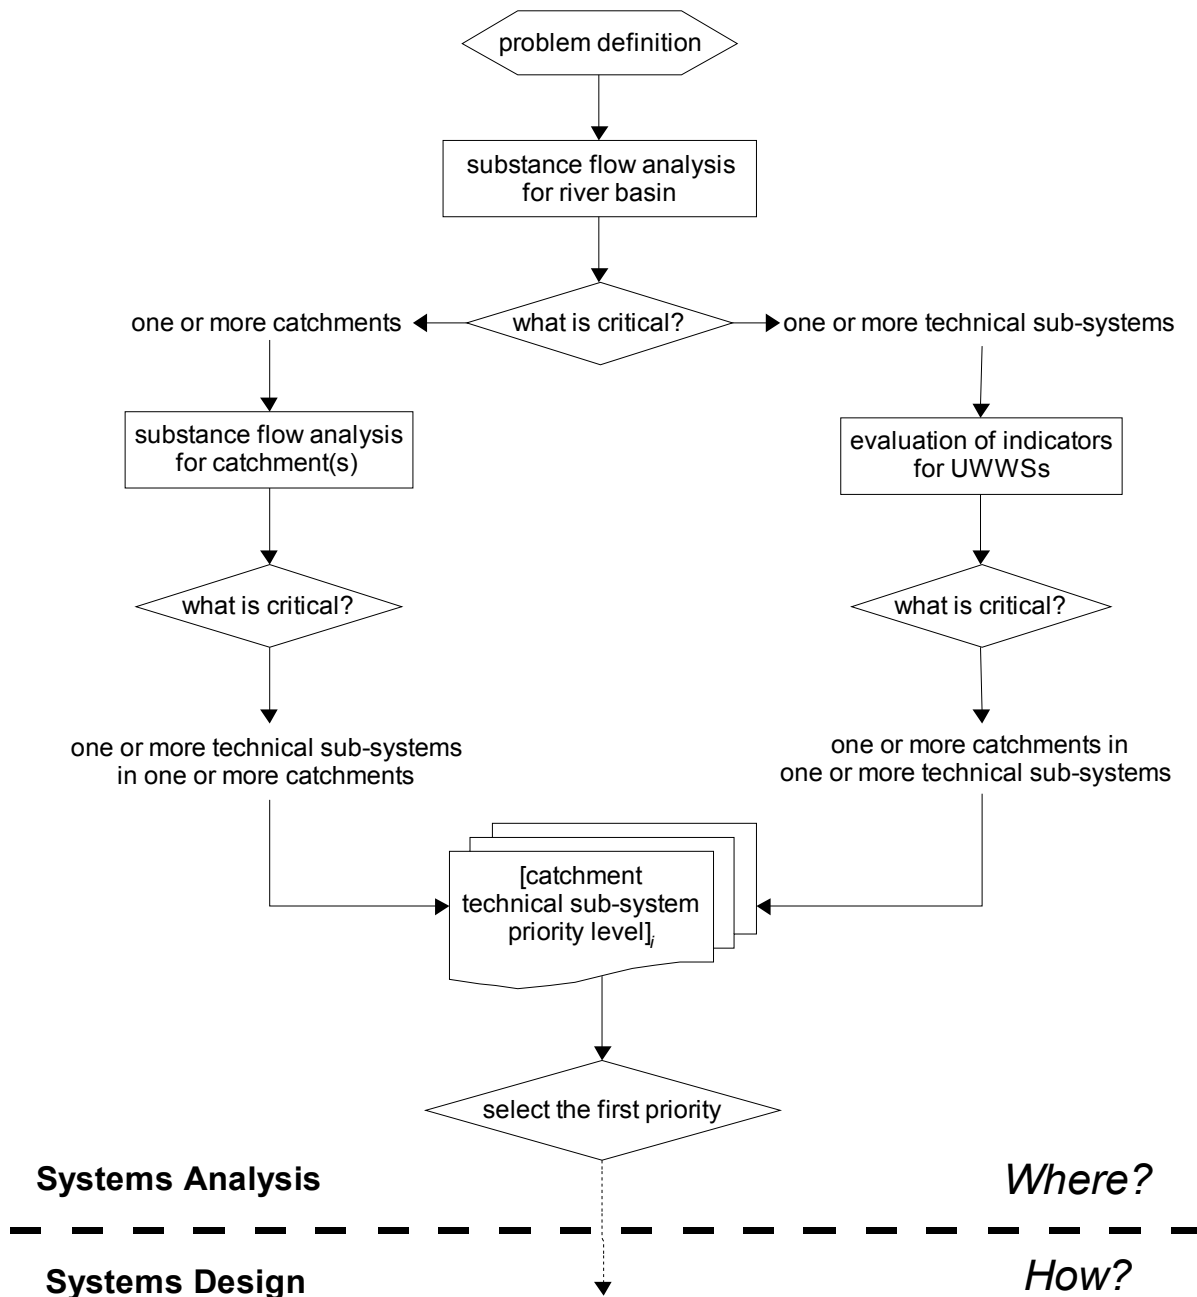 problem definition
substance flow analysis
for river basin
one or more catchments
what is critical?
one or more technical sub-systems
substance flow analysis
for catchment(s)
evaluation of indicators
for UWWSs
what is critical?
what is critical?
one or more technical sub-systems
in one or more catchments
one or more catchments in
one or more technical sub-systems
[catchment
technical sub-system
priority level]i
select the first priority
Systems Analysis
Where?
Systems Design
How?